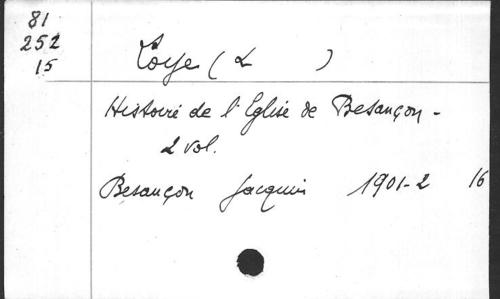 81
252
15
Loye (L )
Histoire de l'Eglise de Besançon -
2 vol.
Besançon Jacquin 1901-2 16